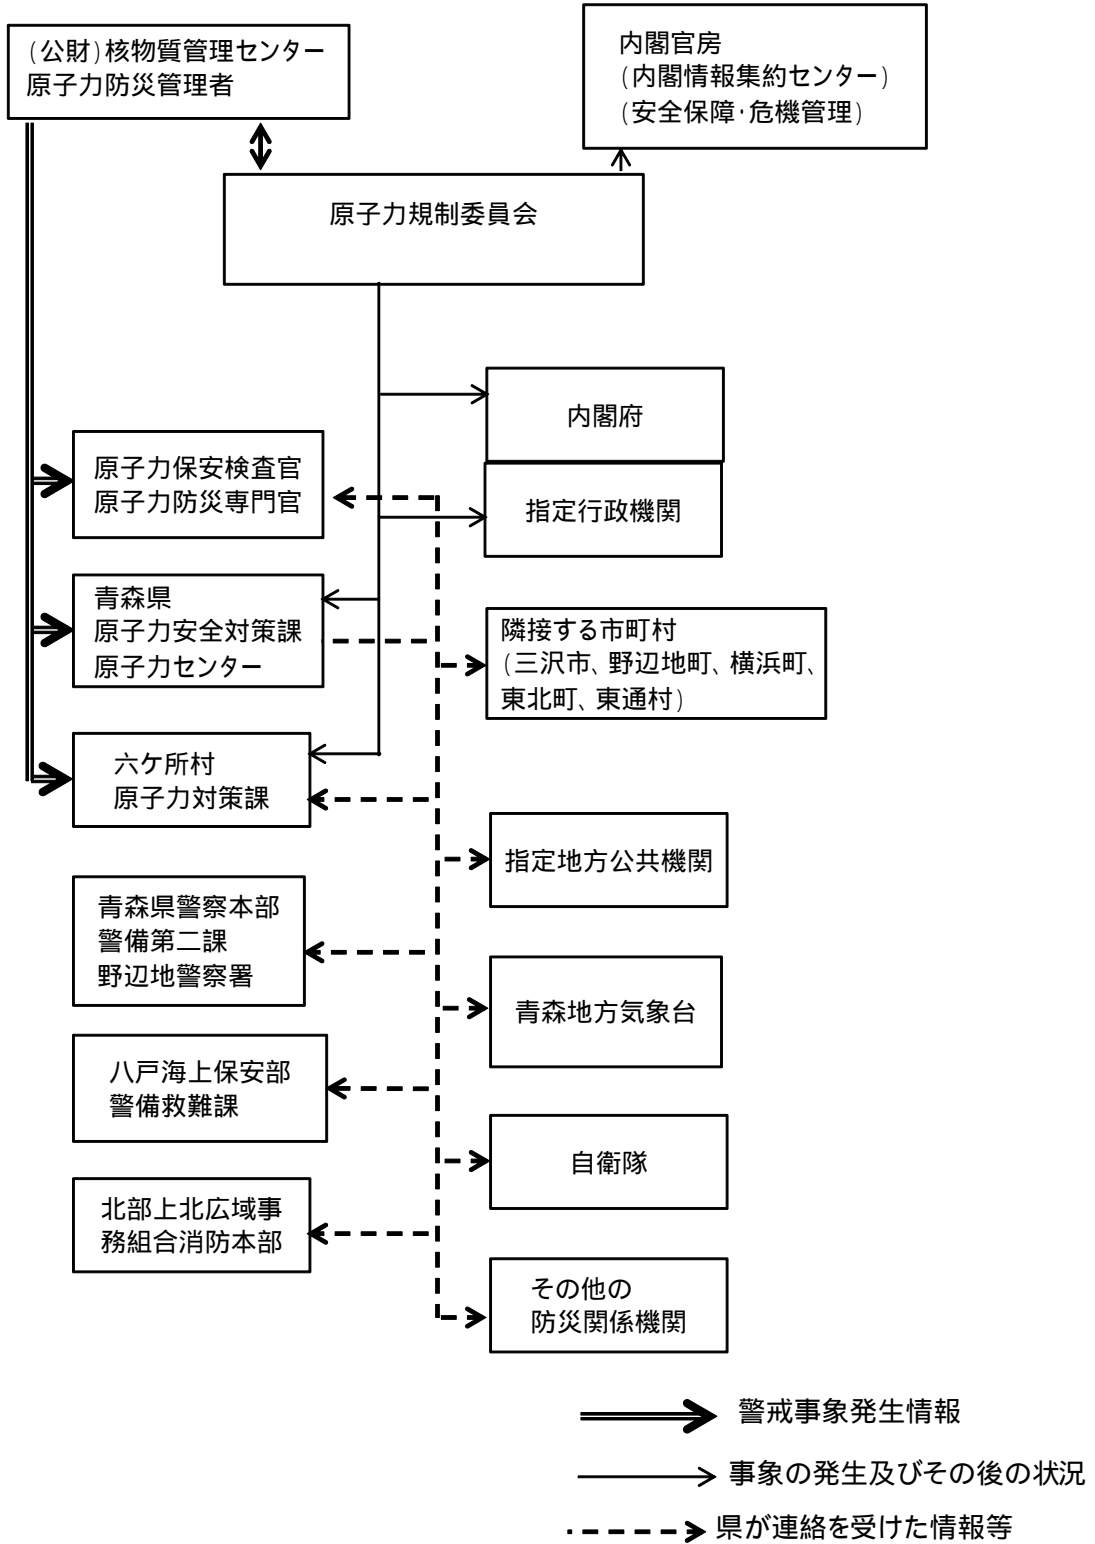 (公財)核物質管理センター
原子力防災管理者
内閣官房
(内閣情報集約センター)
(安全保障・危機管理)
原子力規制委員会
内閣府
原子力保安検査官
原子力防災専門官
指定行政機関
青森県
原子力安全対策課
原子力センター
隣接する市町村
(三沢市、野辺地町、横浜町、
東北町、東通村)
六ケ所村
原子力対策課
指定地方公共機関
青森県警察本部
警備第二課
野辺地警察署
青森地方気象台
八戸海上保安部
警備救難課
自衛隊
北部上北広域事
務組合消防本部
その他の
防災関係機関
警戒事象発生情報
事象の発生及びその後の状況
県が連絡を受けた情報等